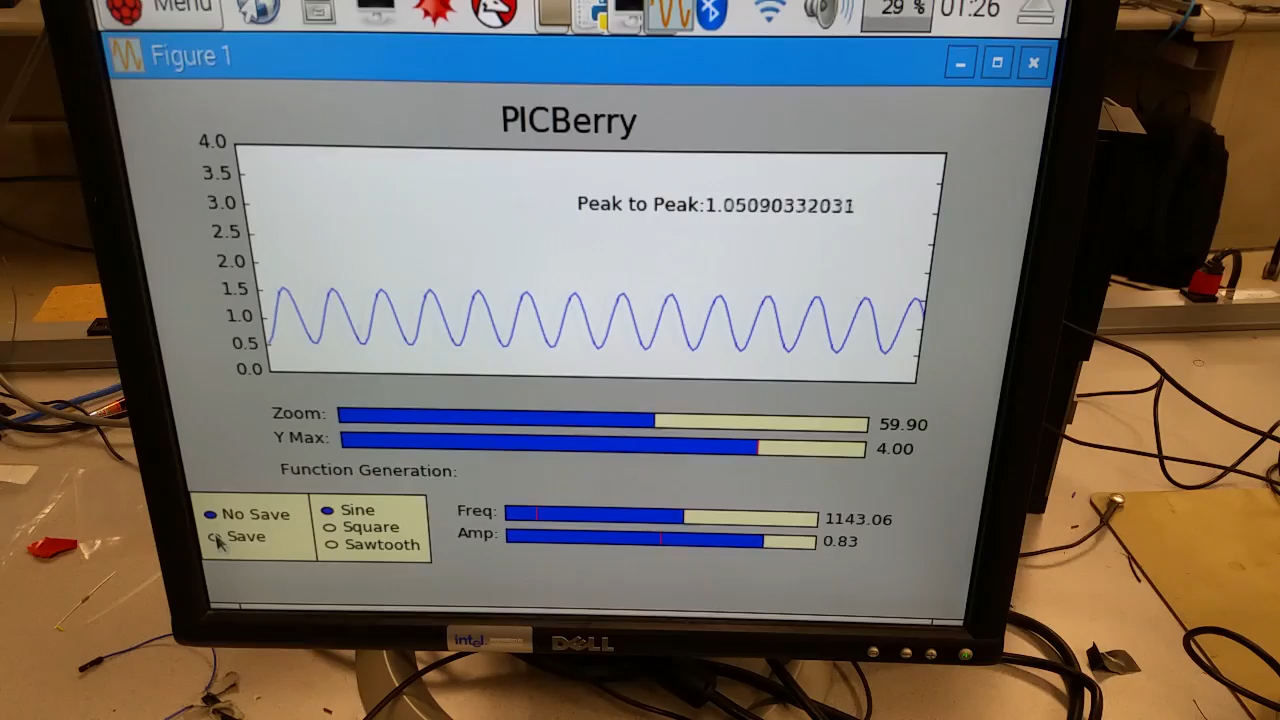 Menu
29 %
01:26
Figure 1
PICBerry
4.0
3.5
3.0
2.5
2.0
1.5
1.0
0.5
0.0
Peak to Peak:1.05090332031
Zoom: 59.90
Y Max: 4.00
Function Generation:
No Save
Save
Sine
Square
Sawtooth
Freq: 1143.06
Amp: 0.83
intel
DELL